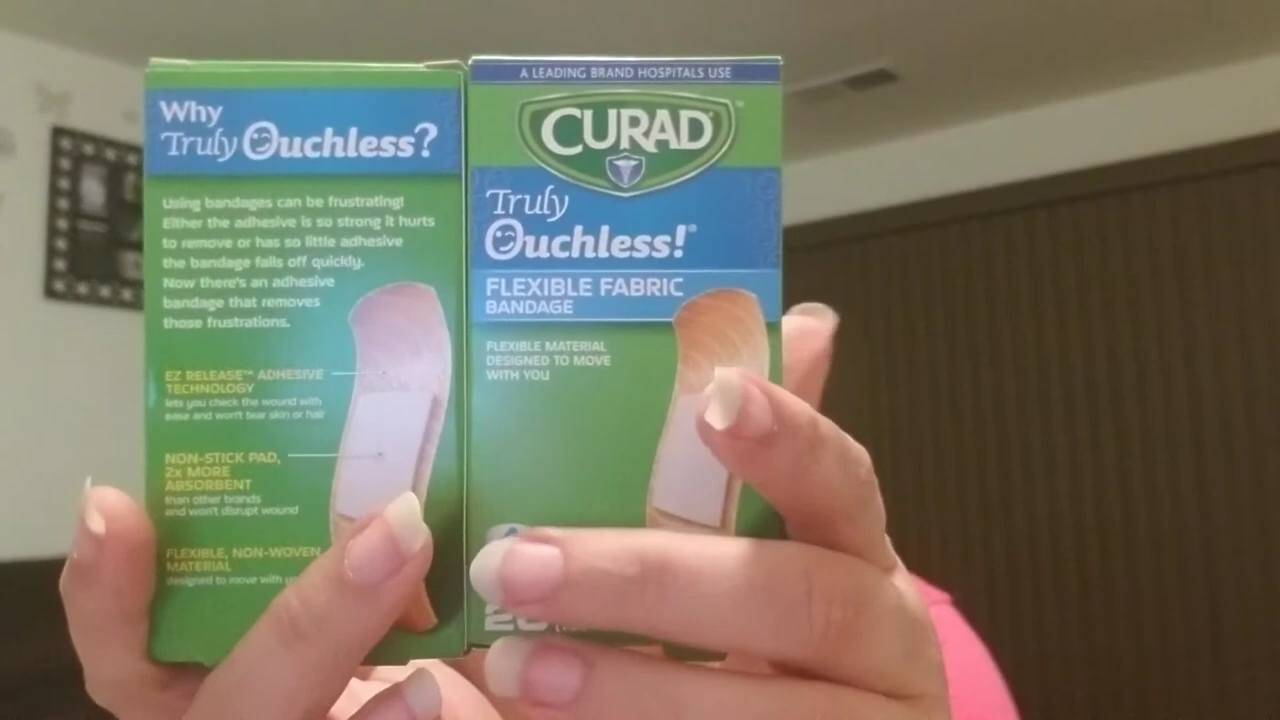 Why
Truly Ouchless?
Using bandages can be frustrating!
Either the adhesive is so strong it hurts
to remove or has so little adhesive
the bandage falls off quickly.
Now there's an adhesive
bandage that removes
those frustrations.
EZ RELEASE™ ADHESIVE
TECHNOLOGY
lets you check the wound with
ease and won't tear skin or hair
NON-STICK PAD,
2x MORE
ABSORBENT
than other brands
and won't disrupt wound
FLEXIBLE, NON-WOVEN
MATERIAL
designed to move with
A LEADING BRAND HOSPITALS USE
CURAD™
Truly
Ouchless!®
FLEXIBLE FABRIC
BANDAGE
FLEXIBLE MATERIAL
DESIGNED TO MOVE
WITH YOU